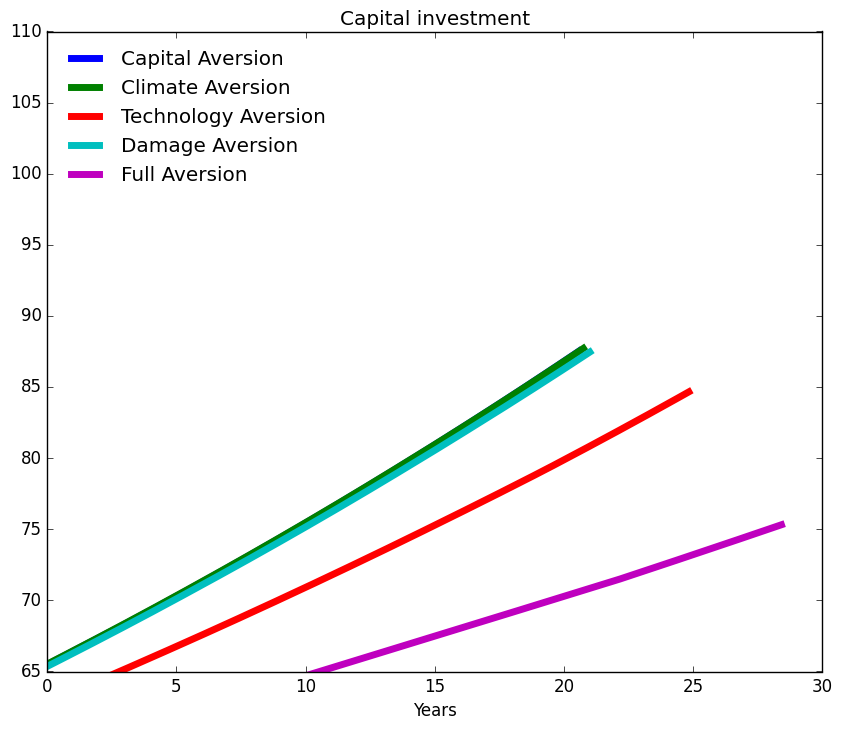 Capital investment
110
105
100
95
90
85
80
75
70
65
Capital Aversion
Climate Aversion
Technology Aversion
Damage Aversion
Full Aversion
0 5 10 15 20 25 30
Years